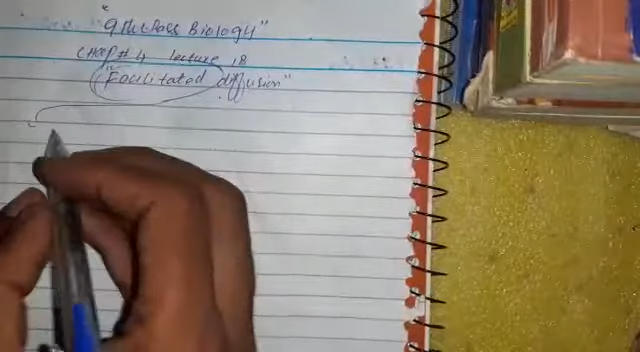 "9th class Biology"
Chap # 4 lecture 18
"Facilitated diffusion"